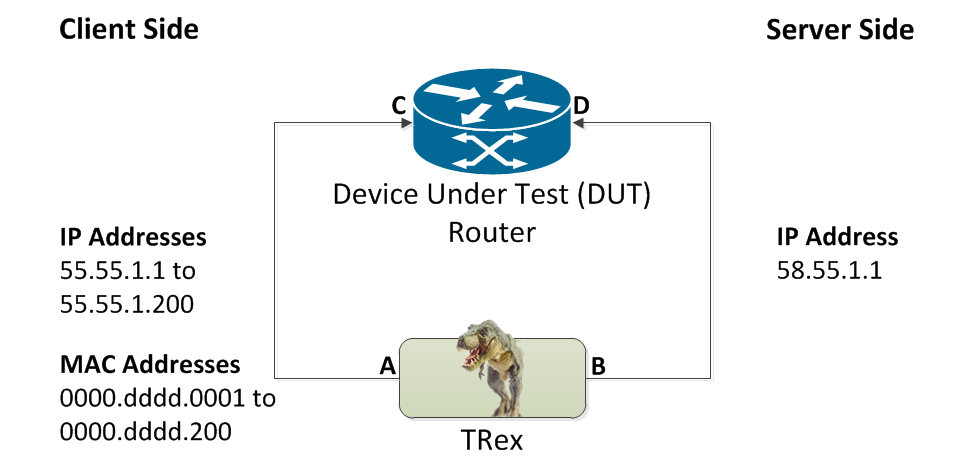 Client Side
Server Side
C
D
Device Under Test (DUT)
Router
IP Addresses
55.55.1.1 to
55.55.1.200
IP Address
58.55.1.1
MAC Addresses
0000.dddd.0001 to
0000.dddd.200
A
B
TRex